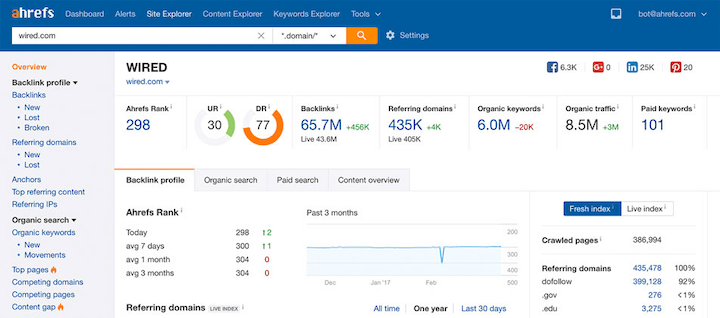 ahrefs Dashboard Alerts Site Explorer Content Explorer Keywords Explorer Tools bot@ahrefs.com
wired.com *.domain/* Settings
Overview
Backlink profile
Backlinks
New
Lost
Broken
Referring domains
New
Lost
Anchors
Top referring content
Referring IPs
Organic search
Organic keywords
New
Movements
Top pages
Competing domains
Competing pages
Content gap
WIRED
wired.com
6.3K 0 25K 20
Ahrefs Rank UR DR Backlinks Referring domains Organic keywords Organic traffic Paid keywords
298 30 77 65.7M +456K 435K +4K 6.0M −20K 8.5M +3M 101
Live 43.6M Live 405K
Backlink profile Organic search Paid search Content overview
Ahrefs Rank
Today 298 2
avg 7 days 300 1
avg 1 month 304 0
avg 3 months 304 0
Past 3 months
200
300
400
500
Dec Jan '17 Feb
Referring domains LIVE INDEX All time One year Last 30 days
Fresh index Live index
Crawled pages 386,994
Referring domains 435,478 100%
dofollow 399,128 92%
.gov 276 <1%
.edu 3,275 <1%